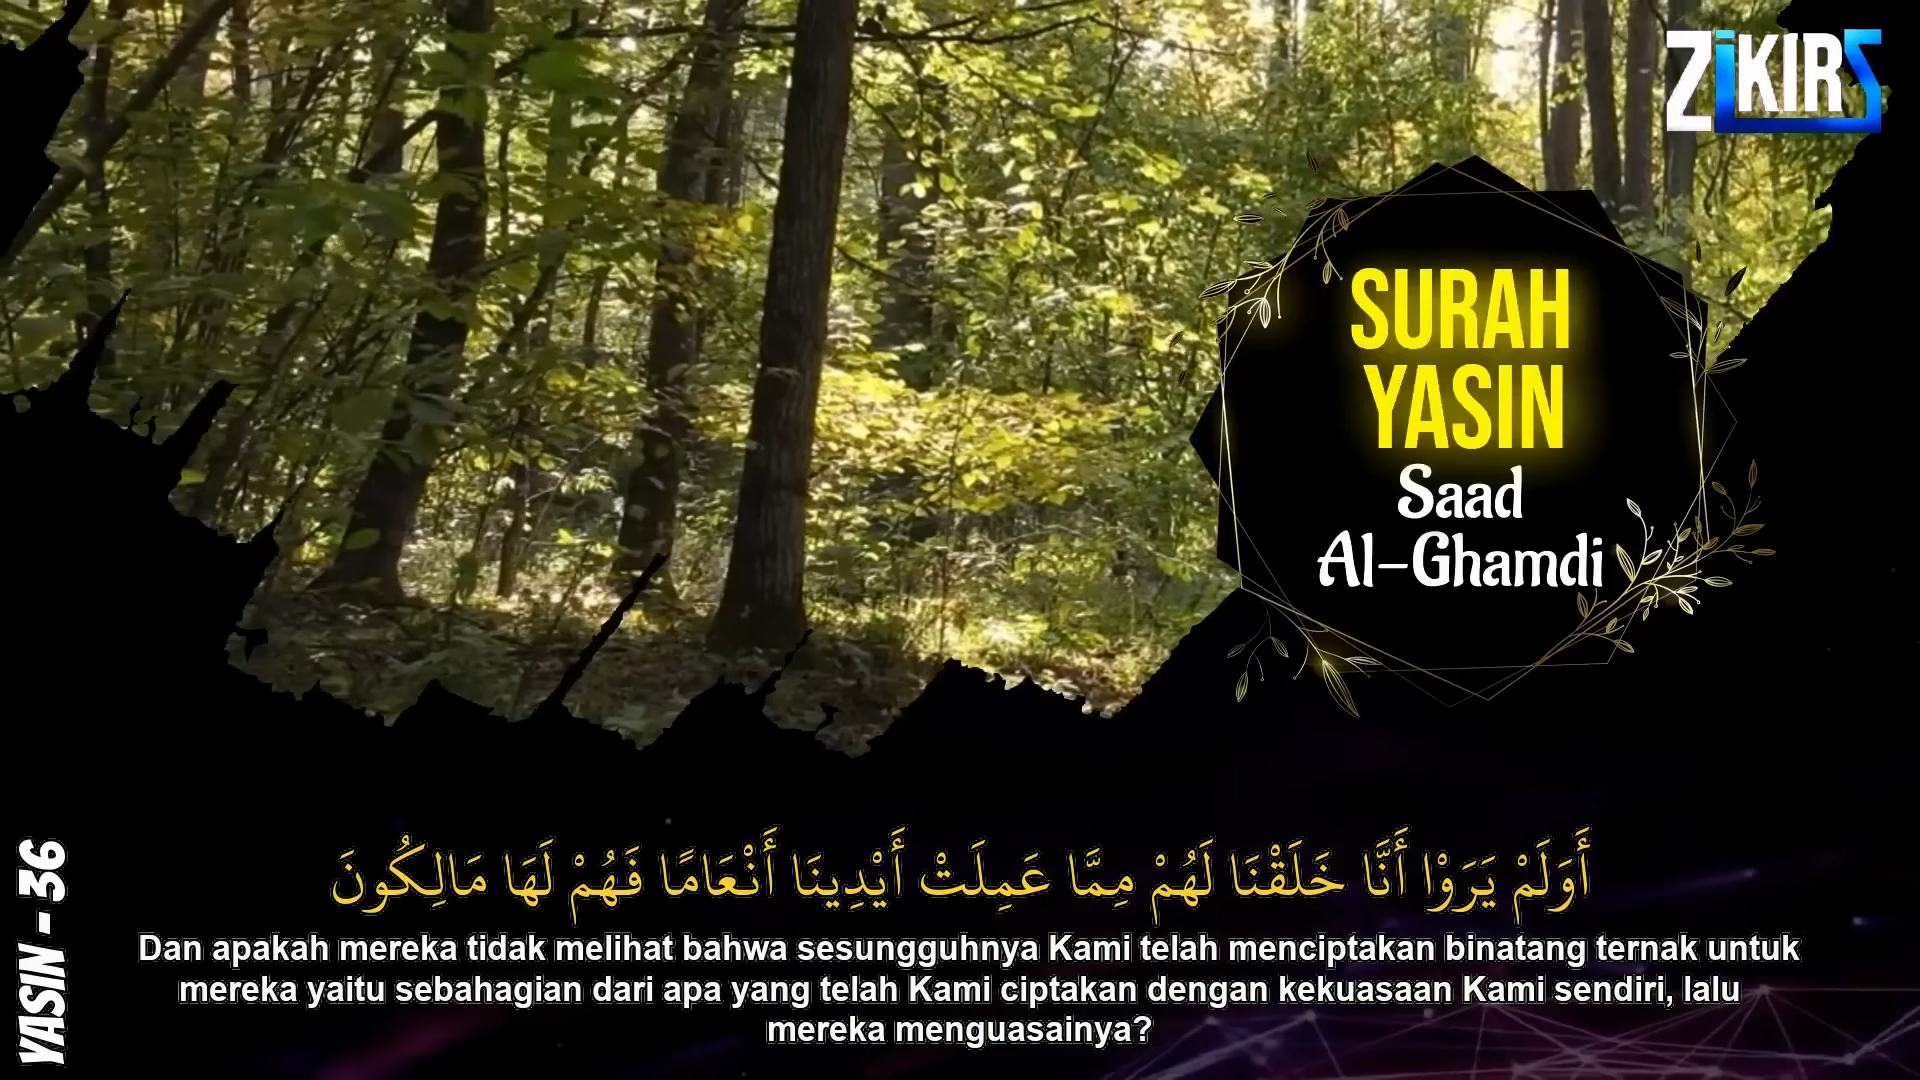 ZiKIRS
SURAH
YASIN
Saad
Al-Ghamdi
YASIN - 36
أَوَلَمْ يَرَوْا أَنَّا خَلَقْنَا لَهُمْ مِمَّا عَمِلَتْ أَيْدِينَا أَنْعَامًا فَهُمْ لَهَا مَالِكُونَ
Dan apakah mereka tidak melihat bahwa sesungguhnya Kami telah menciptakan binatang ternak untuk
mereka yaitu sebahagian dari apa yang telah Kami ciptakan dengan kekuasaan Kami sendiri, lalu
mereka menguasainya?